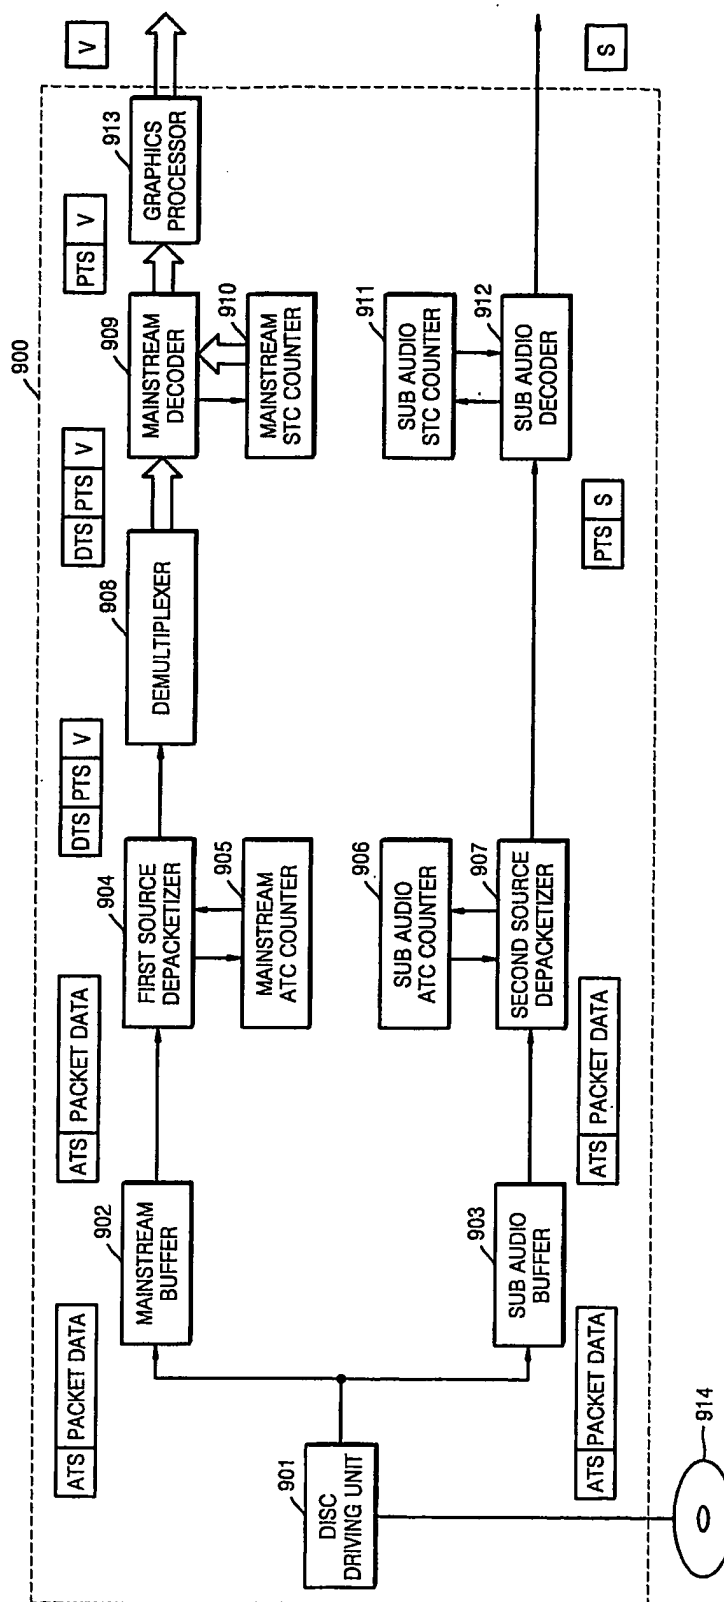 900
914
901
DISC
DRIVING UNIT
ATS PACKET DATA
902
MAINSTREAM
BUFFER
ATS PACKET DATA
904
FIRST SOURCE
DEPACKETIZER
905
MAINSTREAM
ATC COUNTER
DTS PTS V
908
DEMULTIPLEXER
DTS PTS V
909
MAINSTREAM
DECODER
910
MAINSTREAM
STC COUNTER
PTS V
913
GRAPHICS
PROCESSOR
V
ATS PACKET DATA
903
SUB AUDIO
BUFFER
ATS PACKET DATA
906
SUB AUDIO
ATC COUNTER
907
SECOND SOURCE
DEPACKETIZER
PTS S
911
SUB AUDIO
STC COUNTER
912
SUB AUDIO
DECODER
S